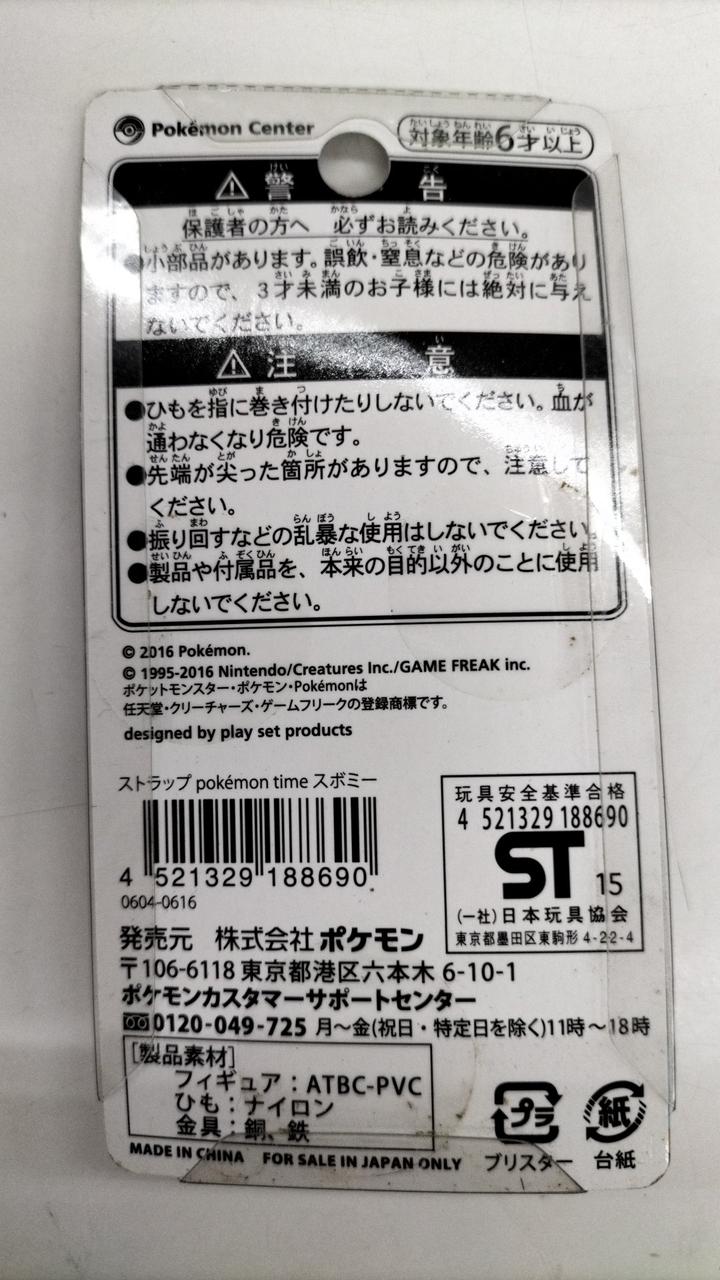 Pokémon Center
対象年齢6才以上
⚠警告
保護者の方へ 必ずお読みください。
●小部品があります。誤飲・窒息などの危険があり
ますので、3才未満のお子様には絶対に与え
ないでください。
⚠注意
●ひもを指に巻き付けたりしないでください。血が
通わなくなり危険です。
●先端が尖った箇所がありますので、注意して
ください。
●振り回すなどの乱暴な使用はしないでください。
●製品や付属品を、本来の目的以外のことに使用
しないでください。
© 2016 Pokémon.
© 1995-2016 Nintendo/Creatures Inc./GAME FREAK inc.
ポケットモンスター・ポケモン・Pokémonは
任天堂・クリーチャーズ・ゲームフリークの登録商標です。
designed by play set products
ストラップ pokémon time スボミー
4 521329 188690
0604-0616
玩具安全基準合格
4 521329 188690
ST 15
(一社)日本玩具協会
東京都墨田区東駒形 4-22-4
発売元 株式会社ポケモン
〒106-6118 東京都港区六本木 6-10-1
ポケモンカスタマーサポートセンター
0120-049-725 月～金(祝日・特定日を除く)11時～18時
[製品素材]
フィギュア：ATBC-PVC
ひも：ナイロン
金具：銅、鉄
プラ
ブリスター
紙
台紙
MADE IN CHINA FOR SALE IN JAPAN ONLY